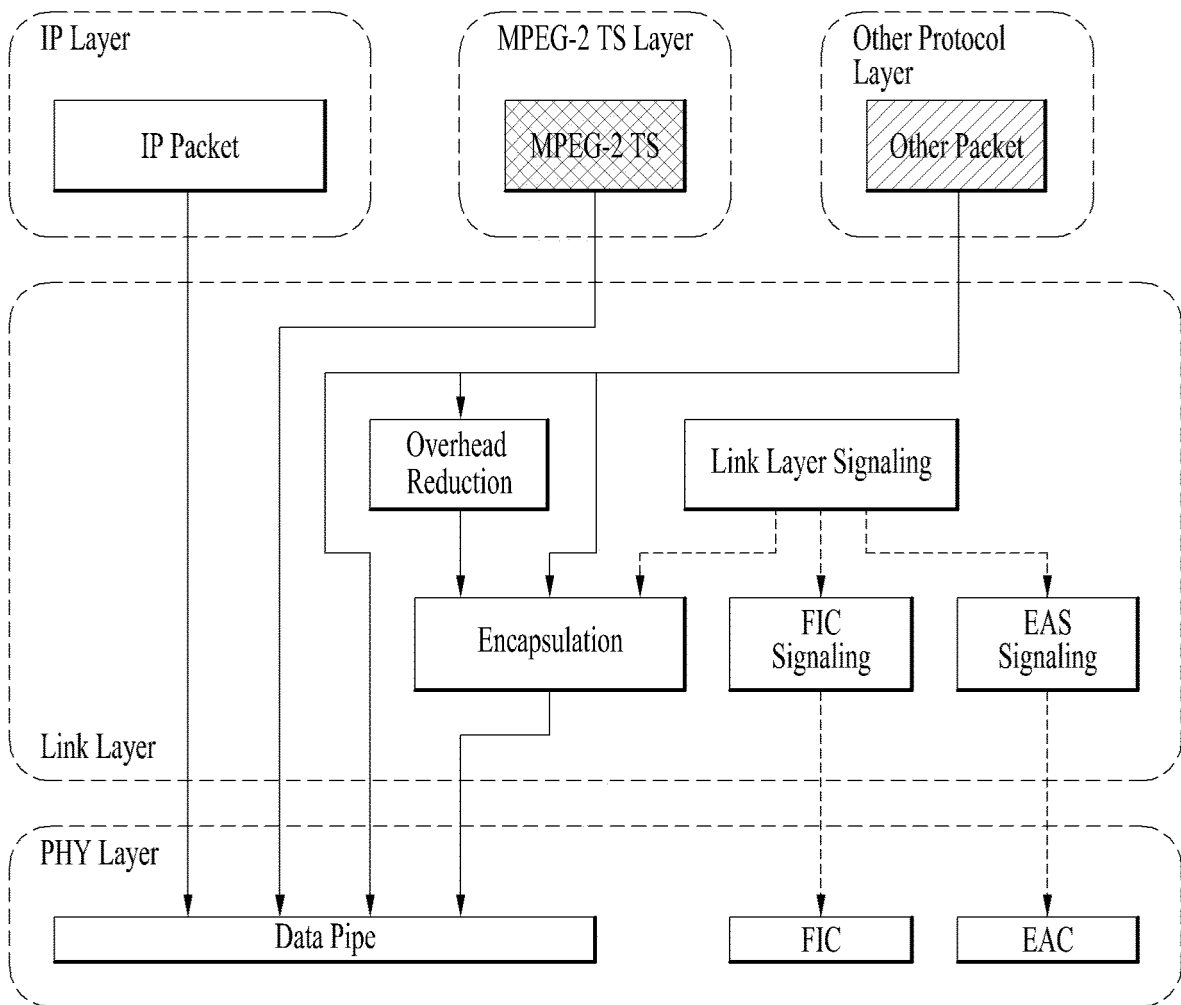 IP Layer
IP Packet
MPEG-2 TS Layer
MPEG-2 TS
Other Protocol
Layer
Other Packet
Overhead
Reduction
Link Layer Signaling
Encapsulation
FIC
Signaling
EAS
Signaling
Link Layer
PHY Layer
Data Pipe
FIC
EAC